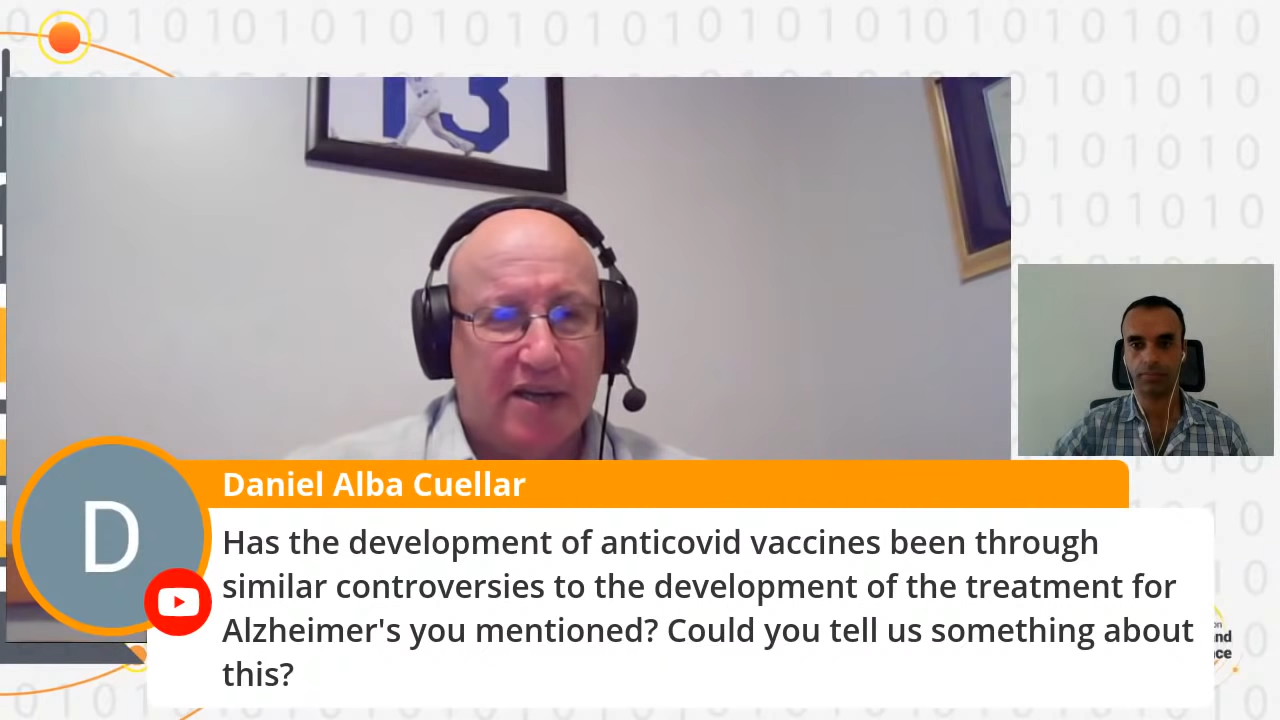 13
Daniel Alba Cuellar
D
Has the development of anticovid vaccines been through
similar controversies to the development of the treatment for
Alzheimer's you mentioned? Could you tell us something about
this?